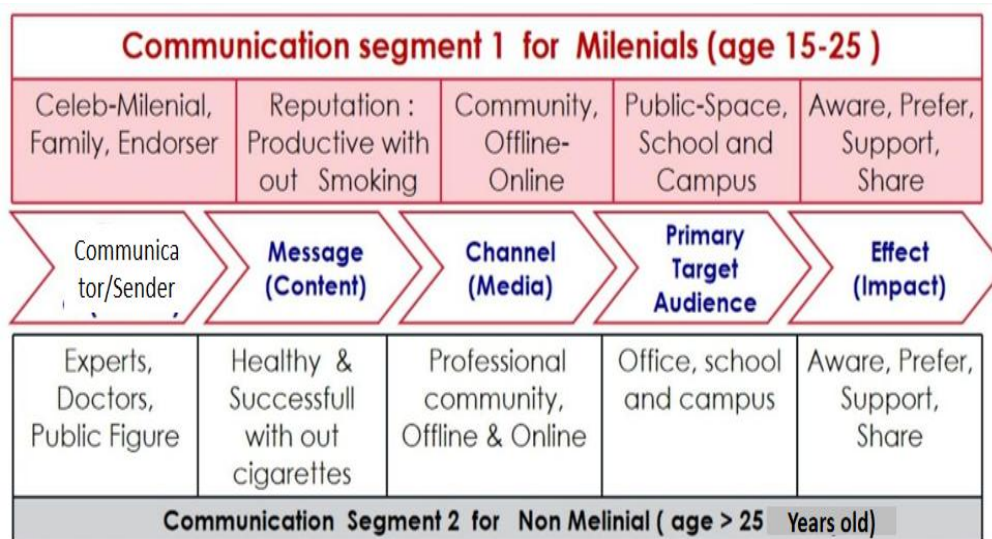 Communication segment 1 for Milenials (age 15-25 )
Celeb-Milenial,
Family, Endorser
Reputation :
Productive with
out Smoking
Community,
Offline-
Online
Public-Space,
School and
Campus
Aware, Prefer,
Support,
Share
Communica
tor/Sender
Message
(Content)
Channel
(Media)
Primary
Target
Audience
Effect
(Impact)
Experts,
Doctors,
Public Figure
Healthy &
Successfull
with out
cigarettes
Professional
community,
Offline & Online
Office, school
and campus
Aware, Prefer,
Support,
Share
Communication Segment 2 for Non Melinial ( age > 25 Years old)